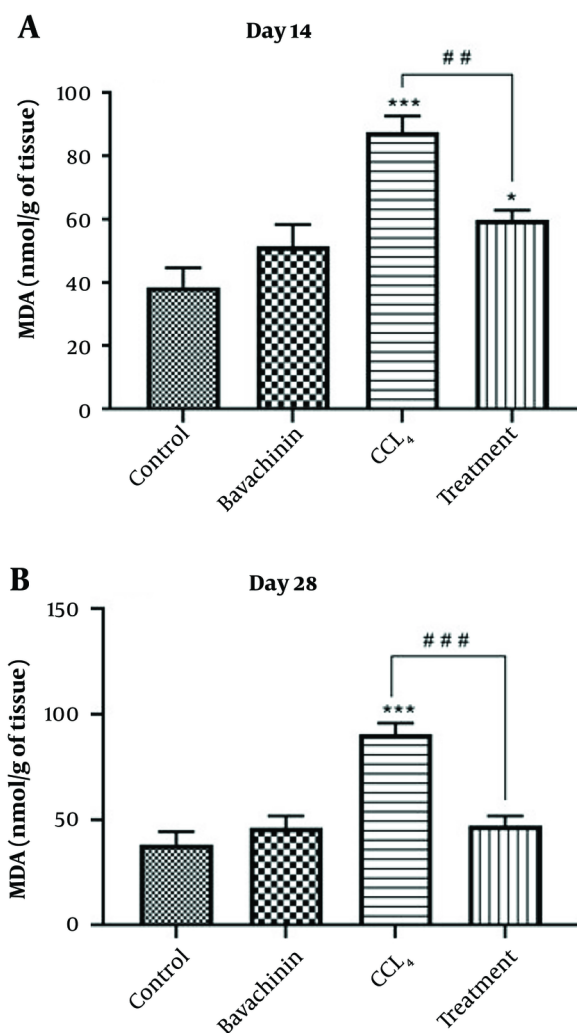 A
Day 14
# #
***
*
MDA (nmol/g of tissue)
100
80
60
40
20
0
Control
Bavachinin
CCL₄
Treatment
B
Day 28
# # #
***
MDA (nmol/g of tissue)
150
100
50
0
Control
Bavachinin
CCL₄
Treatment